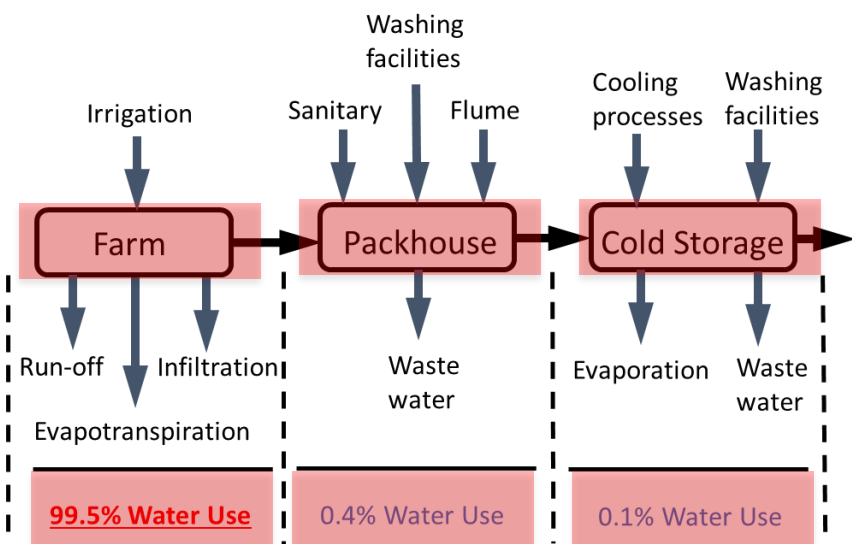 Washing
facilities
Irrigation
Sanitary
Flume
Cooling
processes
Washing
facilities
Farm
Packhouse
Cold Storage
Run-off
Infiltration
Evapotranspiration
Waste
water
Evaporation
Waste
water
99.5% Water Use
0.4% Water Use
0.1% Water Use